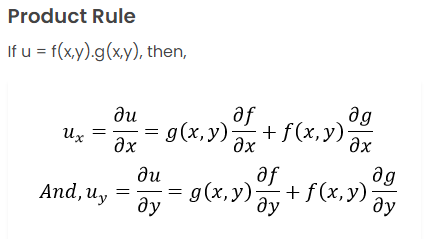 Product Rule
If u = f(x,y).g(x,y), then,
u_x = ∂u/∂x = g(x, y) ∂f/∂x + f(x, y) ∂g/∂x
And, u_y = ∂u/∂y = g(x, y) ∂f/∂y + f(x, y) ∂g/∂y